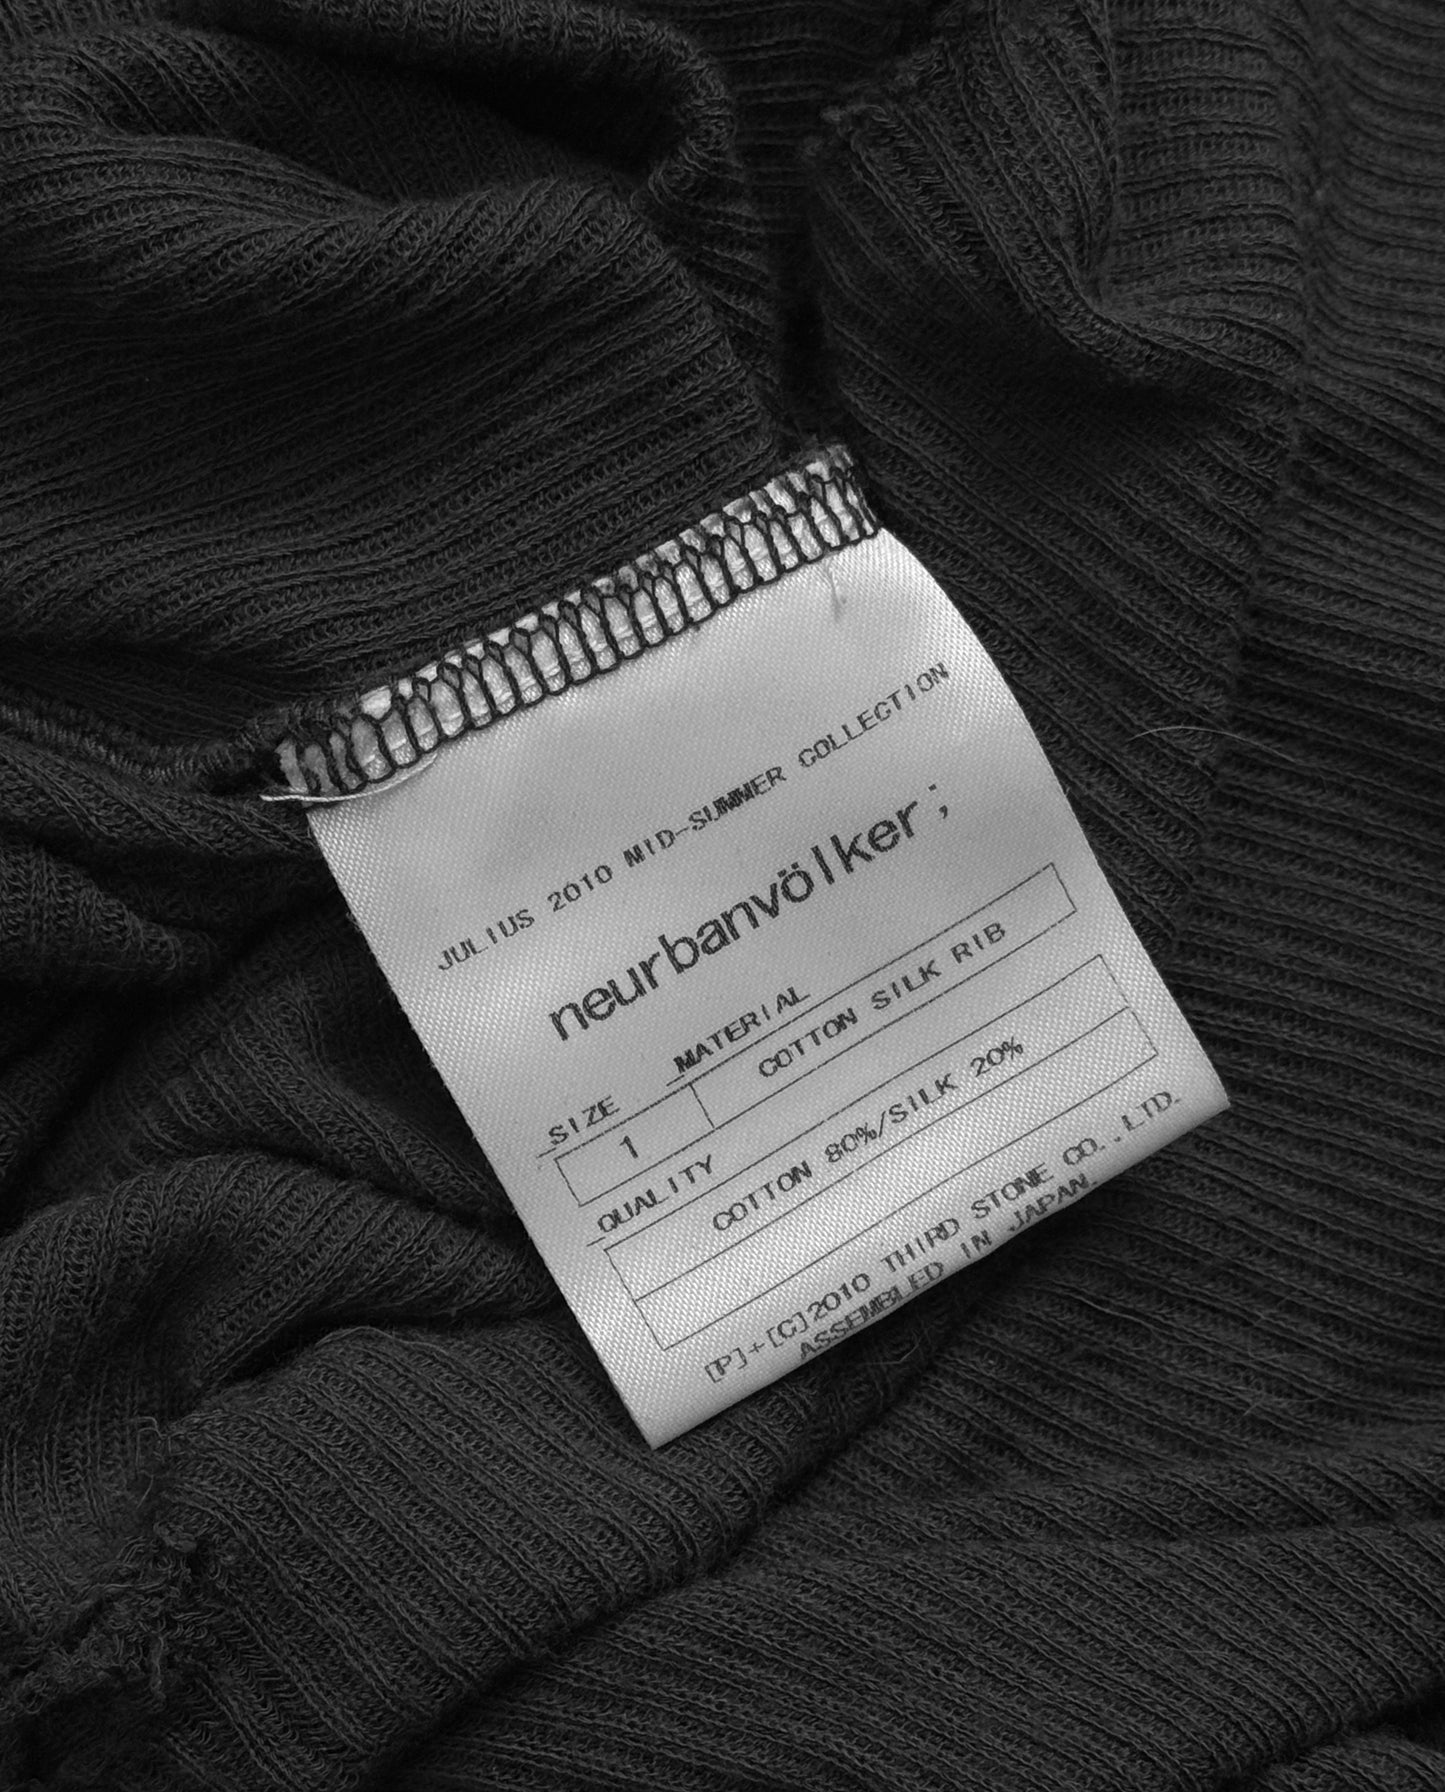 JULIUS 2010 MID-SUMMER COLLECTION
neurbanvölker;
SIZE MATERIAL
1 COTTON SILK RIB
QUALITY
COTTON 80%/SILK 20%
[P]+[C]2010 THIRD STONE CO.,LTD.
ASSEMBLED IN JAPAN.